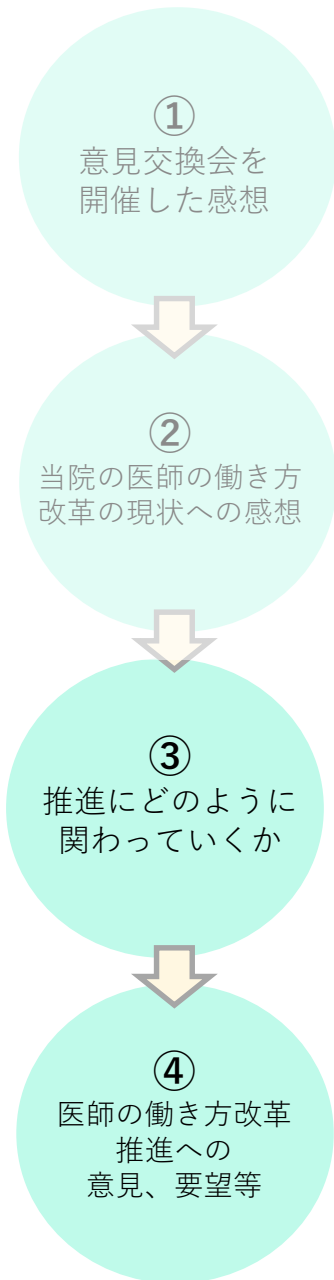 ①
意見交換会を
開催した感想
②
当院の医師の働き方
改革の現状への感想
③
推進にどのように
関わっていくか
④
医師の働き方改革
推進への
意見、要望等